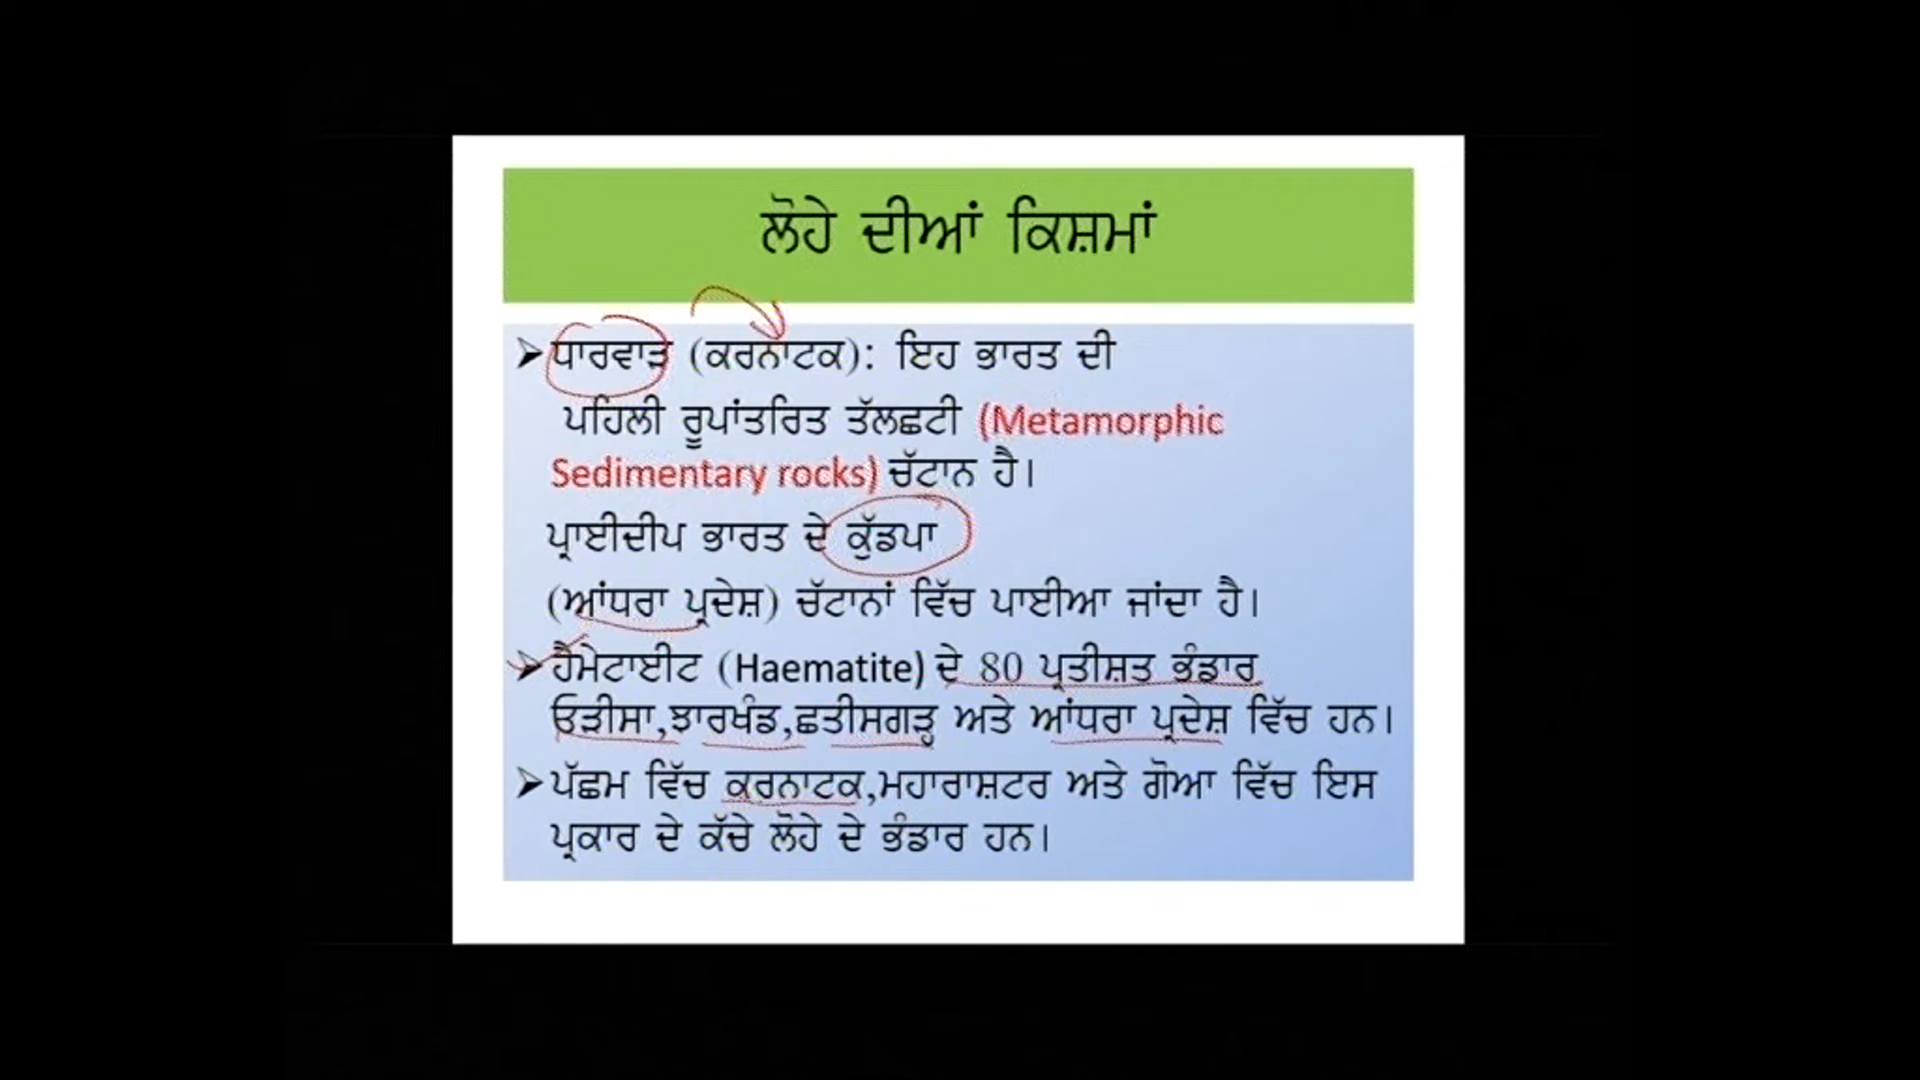 ਲੋਹੇ ਦੀਆਂ ਕਿਸ਼ਮਾਂ
➢ਧਾਰਵਾੜ (ਕਰਨਾਟਕ): ਇਹ ਭਾਰਤ ਦੀ
ਪਹਿਲੀ ਰੂਪਾਂਤਰਿਤ ਤੱਲਛਟੀ (Metamorphic
Sedimentary rocks) ਚੱਟਾਨ ਹੈ।
ਪ੍ਰਾਈਦੀਪ ਭਾਰਤ ਦੇ ਕੁੱਡਪਾ
(ਆਂਧਰਾ ਪ੍ਰਦੇਸ਼) ਚੱਟਾਨਾਂ ਵਿੱਚ ਪਾਈਆ ਜਾਂਦਾ ਹੈ।
➢ਹੈਮੇਟਾਈਟ (Haematite) ਦੇ 80 ਪ੍ਰਤੀਸ਼ਤ ਭੰਡਾਰ
ਓੜੀਸਾ,ਝਾਰਖੰਡ,ਛਤੀਸਗੜ੍ਹ ਅਤੇ ਆਂਧਰਾ ਪ੍ਰਦੇਸ਼ ਵਿੱਚ ਹਨ।
➢ਪੱਛਮ ਵਿੱਚ ਕਰਨਾਟਕ,ਮਹਾਰਾਸ਼ਟਰ ਅਤੇ ਗੋਆ ਵਿੱਚ ਇਸ
ਪ੍ਰਕਾਰ ਦੇ ਕੱਚੇ ਲੋਹੇ ਦੇ ਭੰਡਾਰ ਹਨ।